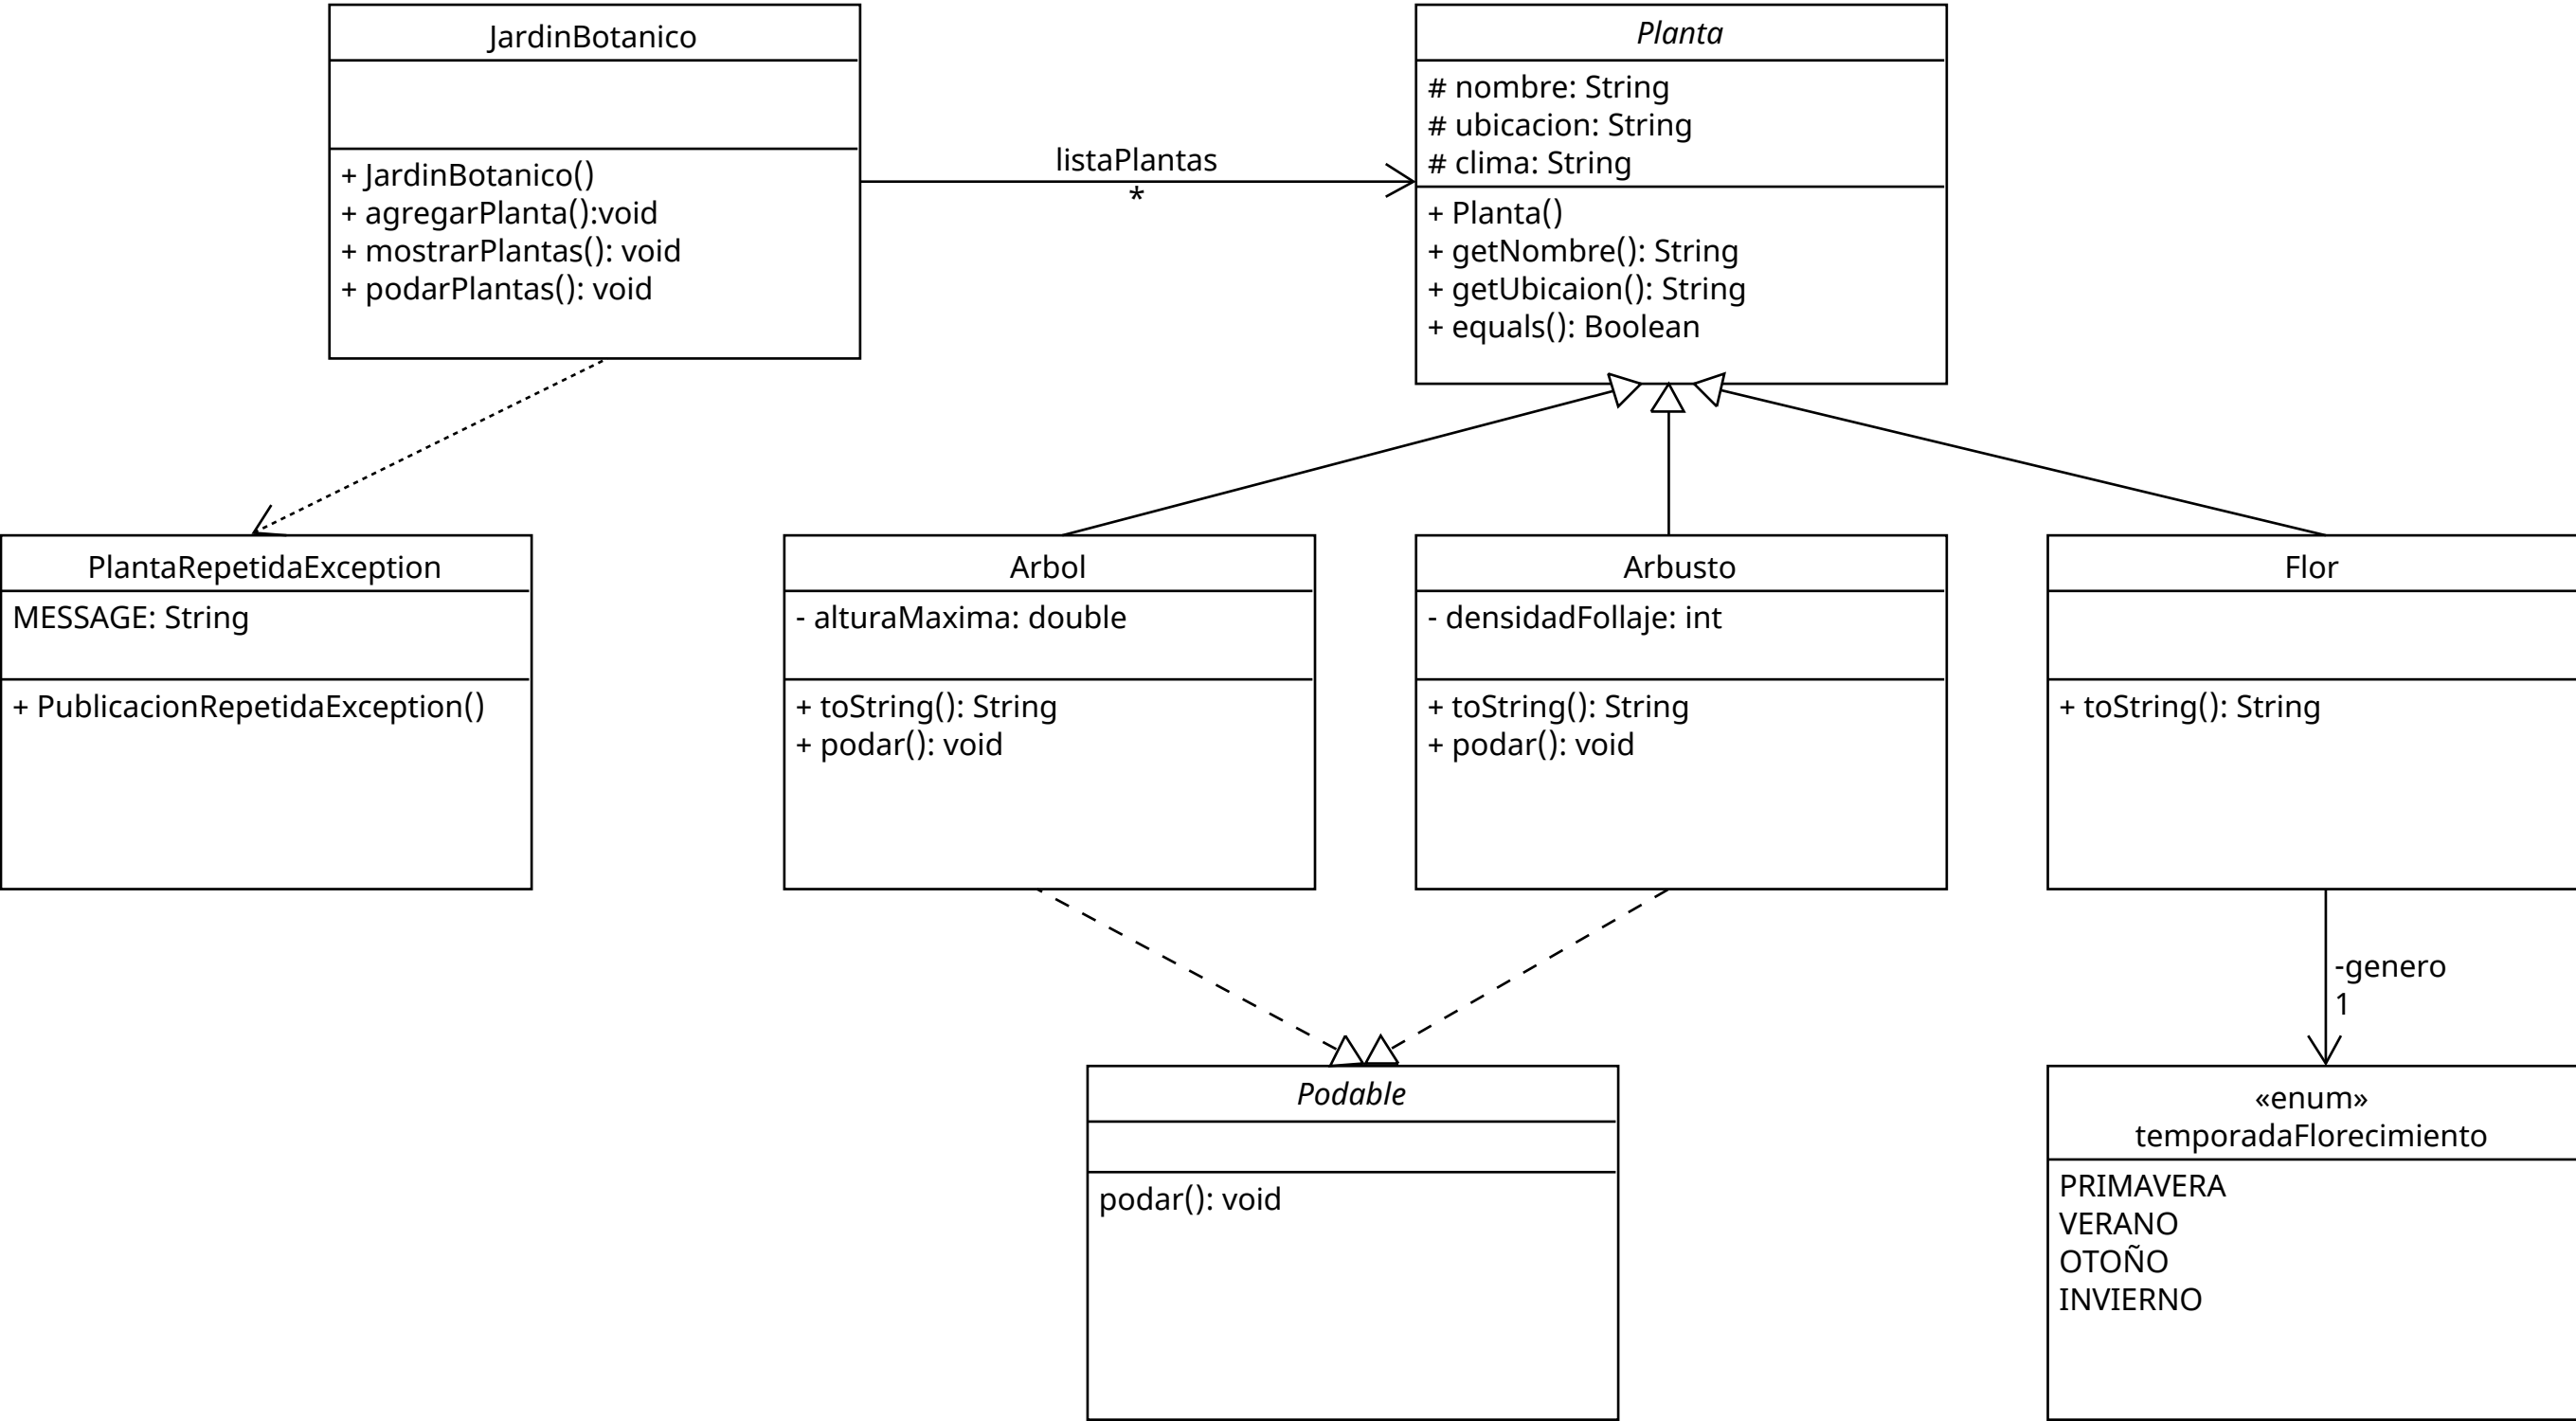 JardinBotanico
+ JardinBotanico()
+ agregarPlanta():void
+ mostrarPlantas(): void
+ podarPlantas(): void
listaPlantas
*
Planta
# nombre: String
# ubicacion: String
# clima: String
+ Planta()
+ getNombre(): String
+ getUbicaion(): String
+ equals(): Boolean
PlantaRepetidaException
MESSAGE: String
+ PublicacionRepetidaException()
Arbol
- alturaMaxima: double
+ toString(): String
+ podar(): void
Arbusto
- densidadFollaje: int
+ toString(): String
+ podar(): void
Flor
+ toString(): String
-genero
1
Podable
podar(): void
«enum»
temporadaFlorecimiento
PRIMAVERA
VERANO
OTOÑO
INVIERNO